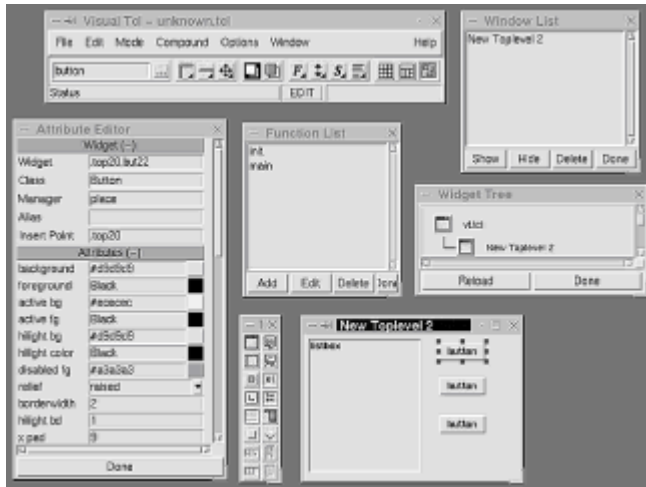 Visual Tcl - unknown.tcl
File Edit Mode Compound Options Window Help
button ...
Status EDIT
Window List
New Toplevel 2
Show Hide Delete Done
Attribute Editor
Widget (--)
Widget .top20.but22
Class Button
Manager place
Alias
Insert Point .top20
Attributes (--)
background #d9d9d9
foreground Black
active bg #ececec
active fg Black
hilight bg #d9d9d9
hilight color Black
disabled fg #a3a3a3
relief raised
borderwidth 2
hilight bd 1
x pad 9
Done
Function List
init
main
Add Edit Delete Done
Widget Tree
vtcl
New Toplevel 2
Reload Done
New Toplevel 2
listbox
button
button
button